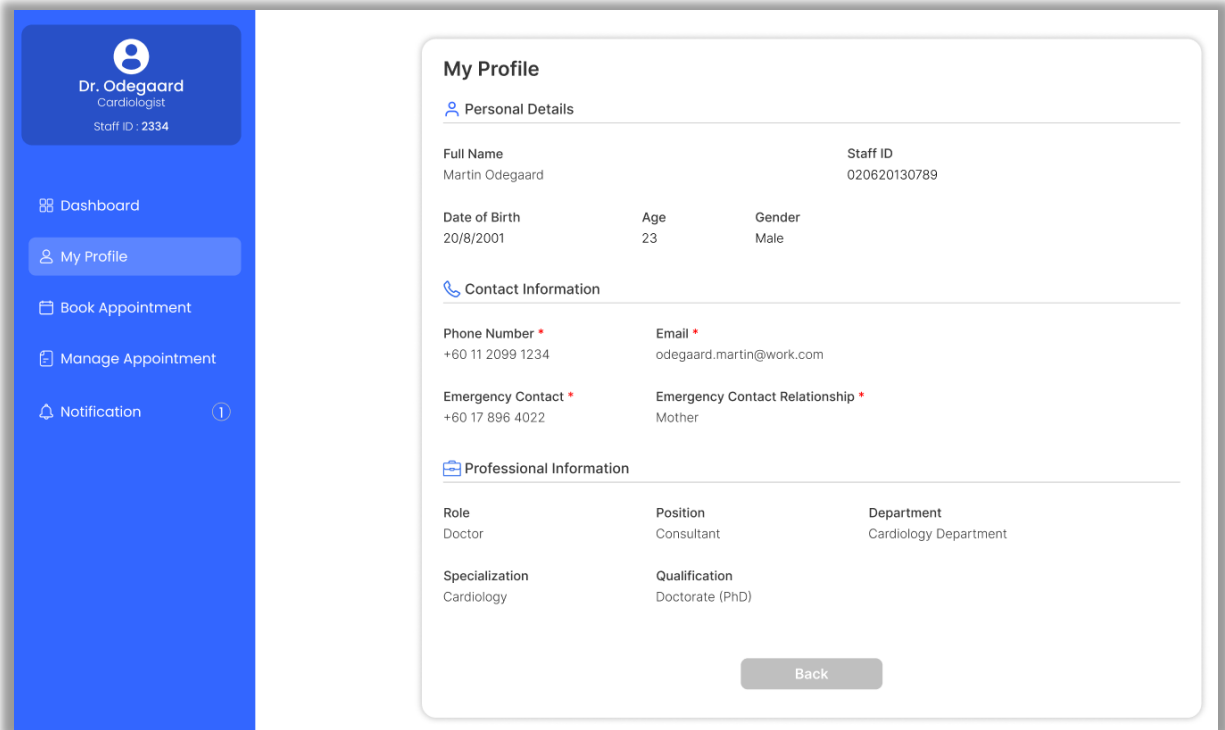 Dr. Odegaard
Cardiologist
Staff ID : 2334
Dashboard
My Profile
Book Appointment
Manage Appointment
Notification 1
My Profile
Personal Details
Full Name Staff ID
Martin Odegaard 020620130789
Date of Birth Age Gender
20/8/2001 23 Male
Contact Information
Phone Number * Email *
+60 11 2099 1234 odegaard.martin@work.com
Emergency Contact * Emergency Contact Relationship *
+60 17 896 4022 Mother
Professional Information
Role Position Department
Doctor Consultant Cardiology Department
Specialization Qualification
Cardiology Doctorate (PhD)
Back